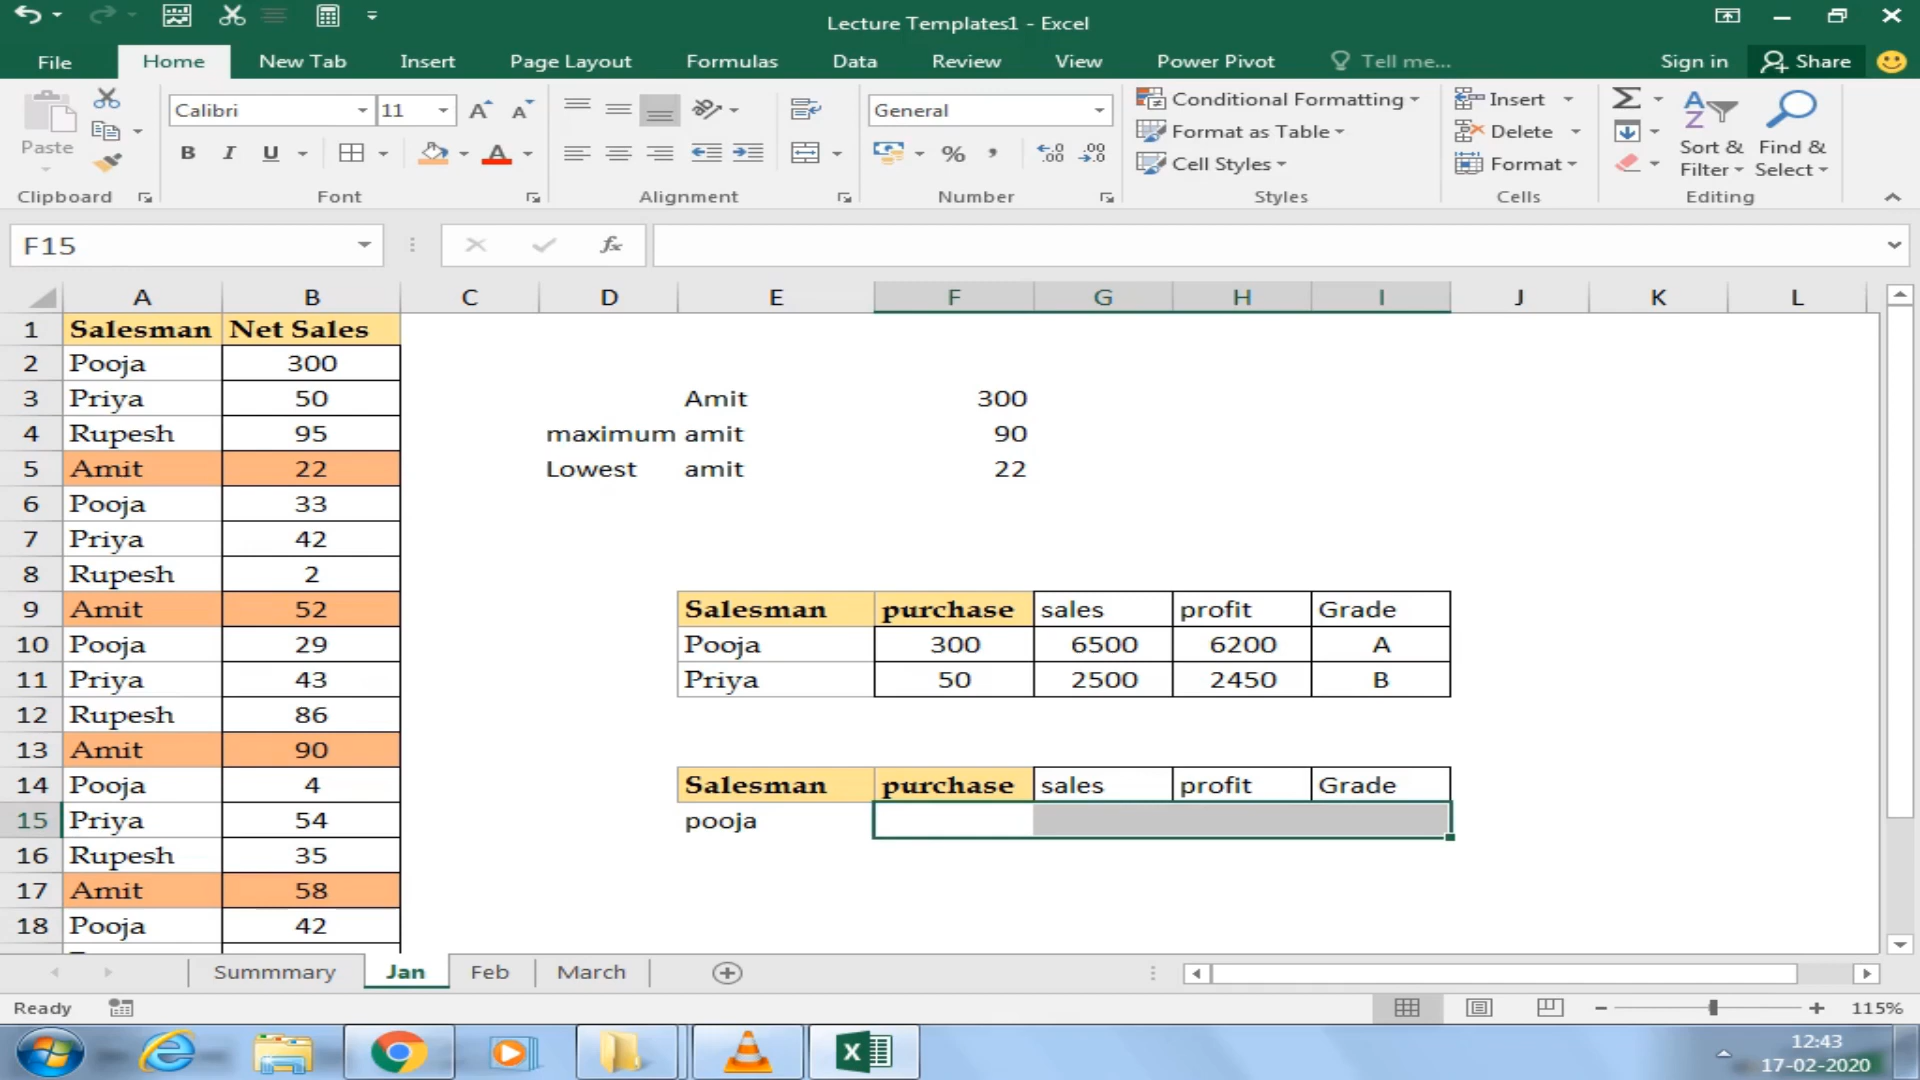 Lecture Templates1 - Excel
File Home New Tab Insert Page Layout Formulas Data Review View Power Pivot Tell me... Sign in Share
Paste
Clipboard
Calibri 11
B I U A
Font
Alignment
General
% , .00 .0
Number
Conditional Formatting
Format as Table
Cell Styles
Styles
Insert
Delete
Format
Cells
Sort & Filter
Find & Select
Editing
F15 fx
A B C D E F G H I J K L
1 Salesman Net Sales
2 Pooja 300
3 Priya 50 Amit 300
4 Rupesh 95 maximum amit 90
5 Amit 22 Lowest amit 22
6 Pooja 33
7 Priya 42
8 Rupesh 2
9 Amit 52 Salesman purchase sales profit Grade
10 Pooja 29 Pooja 300 6500 6200 A
11 Priya 43 Priya 50 2500 2450 B
12 Rupesh 86
13 Amit 90
14 Pooja 4 Salesman purchase sales profit Grade
15 Priya 54 pooja
16 Rupesh 35
17 Amit 58
18 Pooja 42
Summmary Jan Feb March
Ready 115%
12:43
17-02-2020